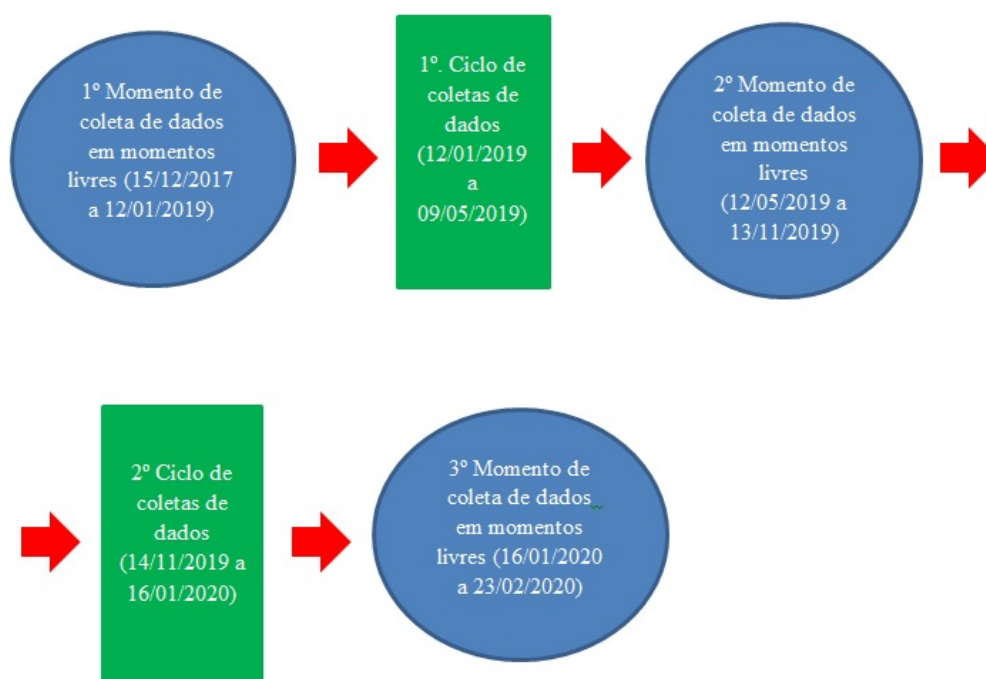 1º Momento de
coleta de dados
em momentos
livres (15/12/2017
a 12/01/2019)
1º. Ciclo de
coletas de
dados
(12/01/2019
a
09/05/2019)
2º Momento de
coleta de dados
em momentos
livres
(12/05/2019 a
13/11/2019)
2º Ciclo de
coletas de
dados
(14/11/2019 a
16/01/2020)
3º Momento de
coleta de dados
em momentos
livres (16/01/2020
a 23/02/2020)